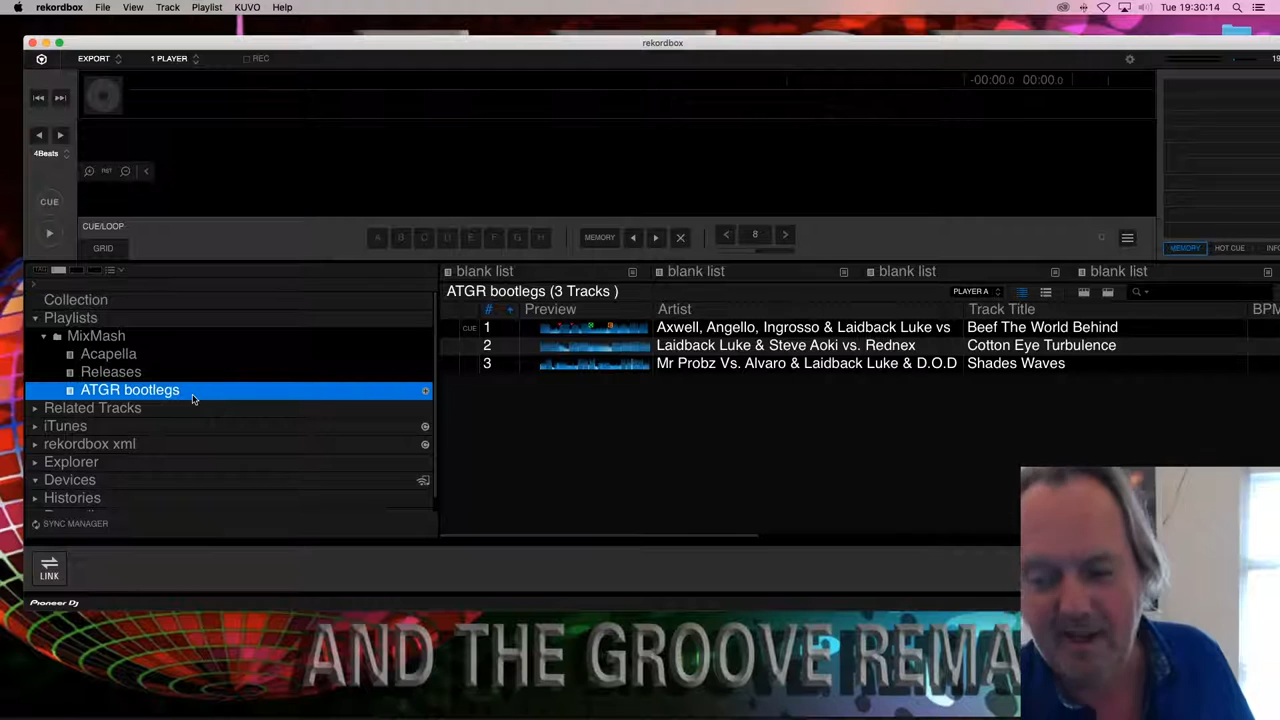 rekordbox File View Track Playlist KUVO Help Tue 19:30:14
rekordbox
EXPORT 1 PLAYER REC 19
-00:00.0 00:00.0
4Beats
RST
CUE
CUE/LOOP
A B C D E F G H MEMORY 8
GRID MEMORY HOT CUE INFO
blank list blank list blank list blank list
ATGR bootlegs (3 Tracks ) PLAYER A
# Preview Artist Track Title BPM
CUE 1 Axwell, Angello, Ingrosso & Laidback Luke vs Beef The World Behind
2 Laidback Luke & Steve Aoki vs. Rednex Cotton Eye Turbulence
3 Mr Probz Vs. Alvaro & Laidback Luke & D.O.D Shades Waves
Collection
Playlists
MixMash
Acapella
Releases
ATGR bootlegs
Related Tracks
iTunes
rekordbox xml
Explorer
Devices
Histories
SYNC MANAGER
LINK
Pioneer Dj
AND THE GROOVE REMA